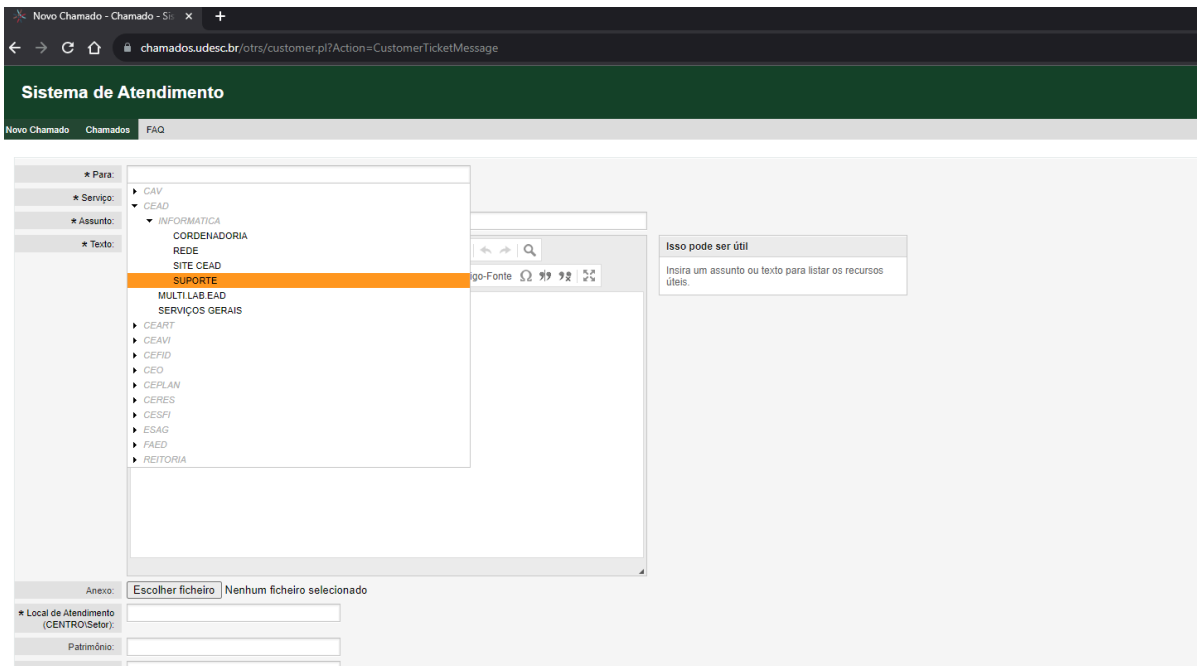 Novo Chamado - Chamado - Sis
chamados.udesc.br/otrs/customer.pl?Action=CustomerTicketMessage
Sistema de Atendimento
Novo Chamado Chamados FAQ
* Para:
* Serviço:
* Assunto:
* Texto:
CAV
CEAD
INFORMATICA
CORDENADORIA
REDE
SITE CEAD
SUPORTE
MULTI.LAB.EAD
SERVIÇOS GERAIS
CEART
CEAVI
CEFID
CEO
CEPLAN
CERES
CESFI
ESAG
FAED
REITORIA
igo-Fonte
Isso pode ser útil
Insira um assunto ou texto para listar os recursos
úteis.
Anexo: Escolher ficheiro Nenhum ficheiro selecionado
* Local de Atendimento
(CENTRO\Setor):
Patrimônio: